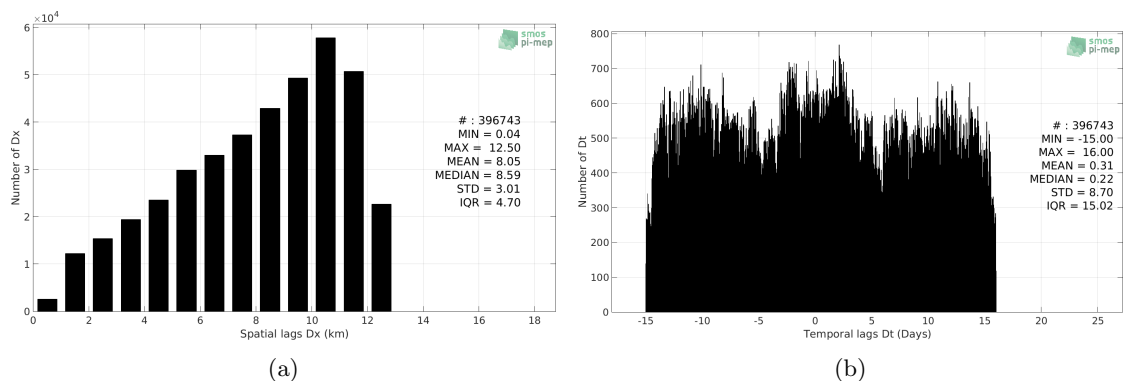 ×10⁴
6
5
4
3
2
1
0
Number of Dx
0 2 4 6 8 10 12 14 16 18
Spatial lags Dx (km)
smos
pi-mep
# : 396743
MIN = 0.04
MAX = 12.50
MEAN = 8.05
MEDIAN = 8.59
STD = 3.01
IQR = 4.70
(a)
800
700
600
500
400
300
200
100
0
Number of Dt
-15 -10 -5 0 5 10 15 20 25
Temporal lags Dt (Days)
smos
pi-mep
# : 396743
MIN = -15.00
MAX = 16.00
MEAN = 0.31
MEDIAN = 0.22
STD = 8.70
IQR = 15.02
(b)